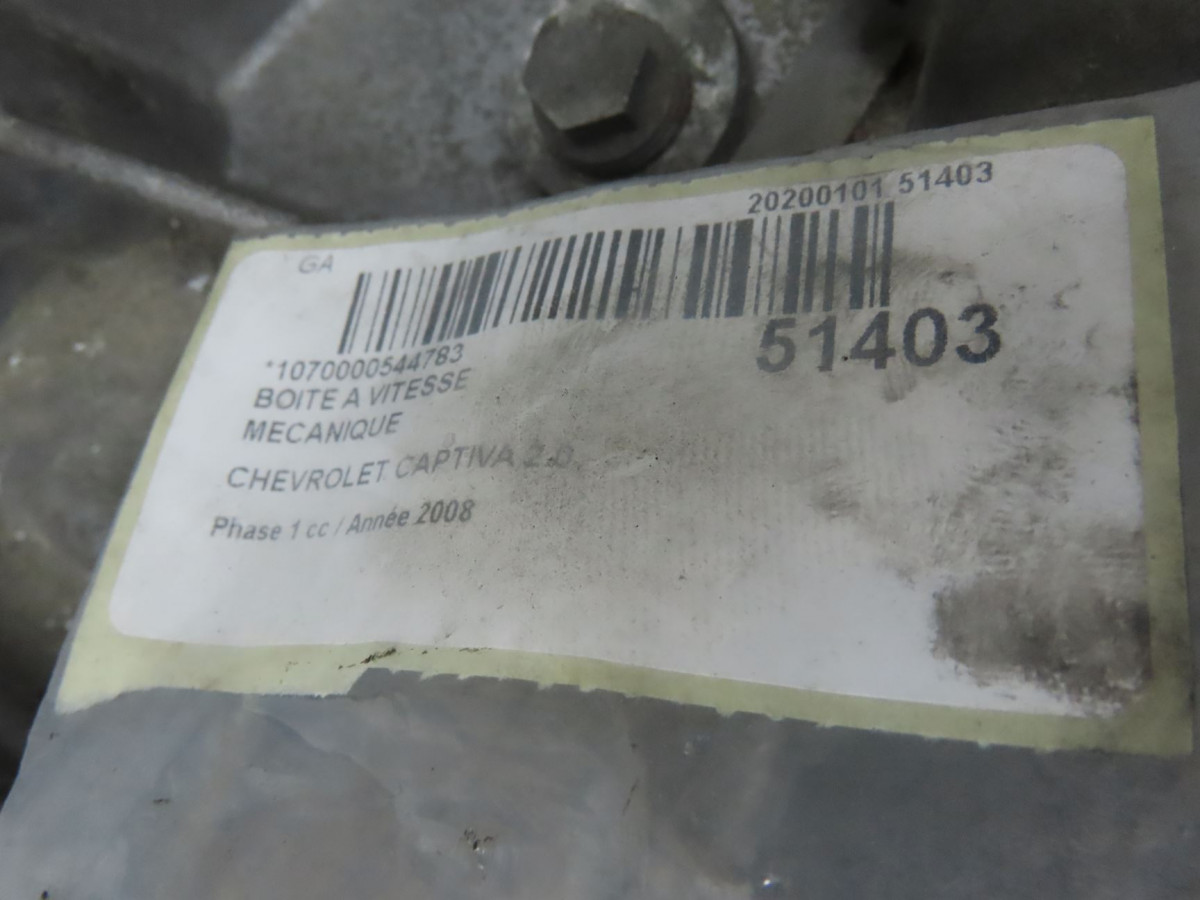 20200101 51403
GA
*1070000544783
51403
BOITE A VITESSE
MECANIQUE
CHEVROLET CAPTIVA 2.0
Phase 1 cc / Année 2008